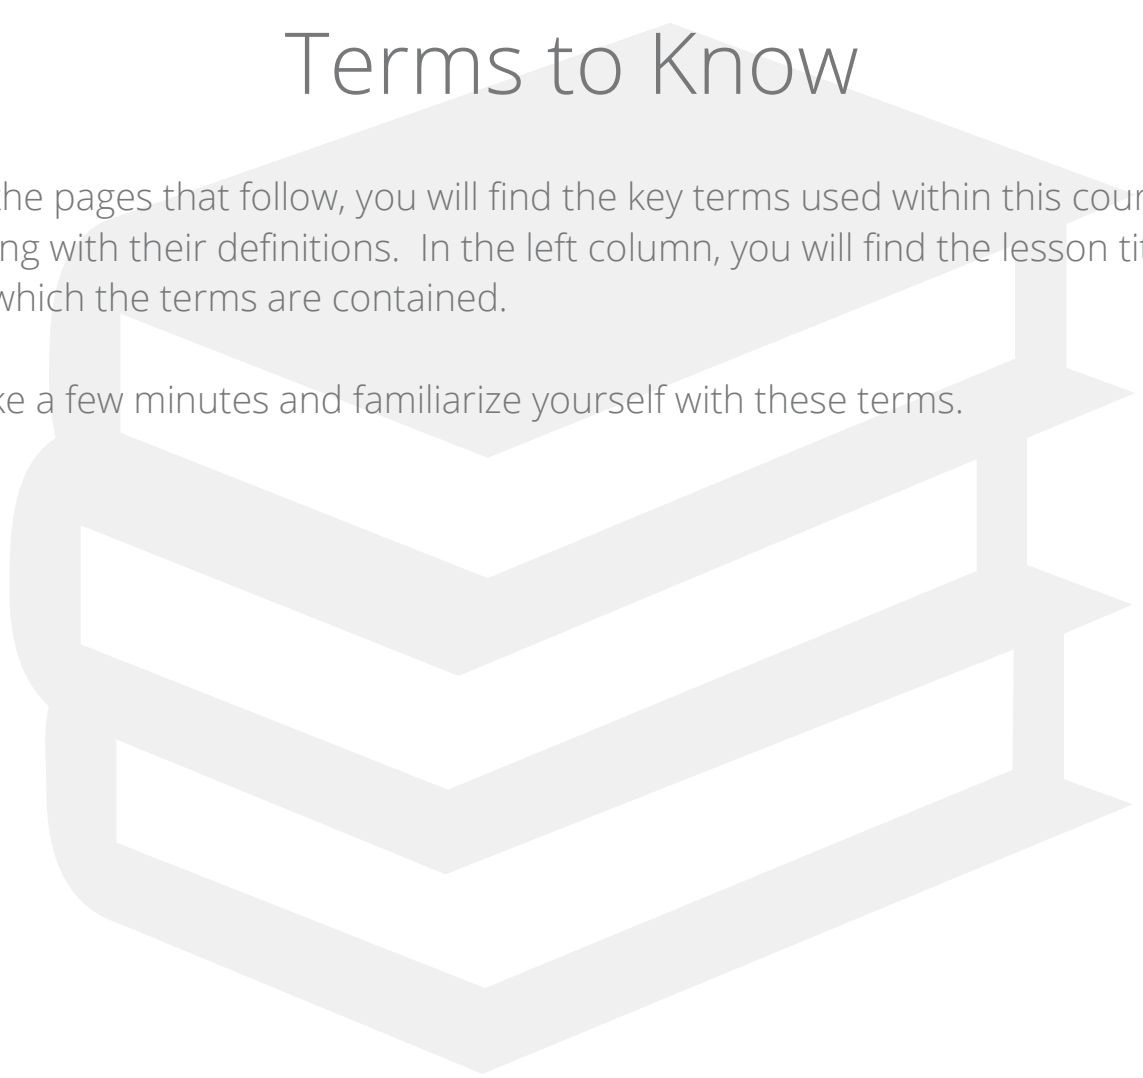 Terms to Know
the pages that follow, you will find the key terms used within this cour
ng with their definitions.  In the left column, you will find the lesson tit
which the terms are contained.
ke a few minutes and familiarize yourself with these terms.